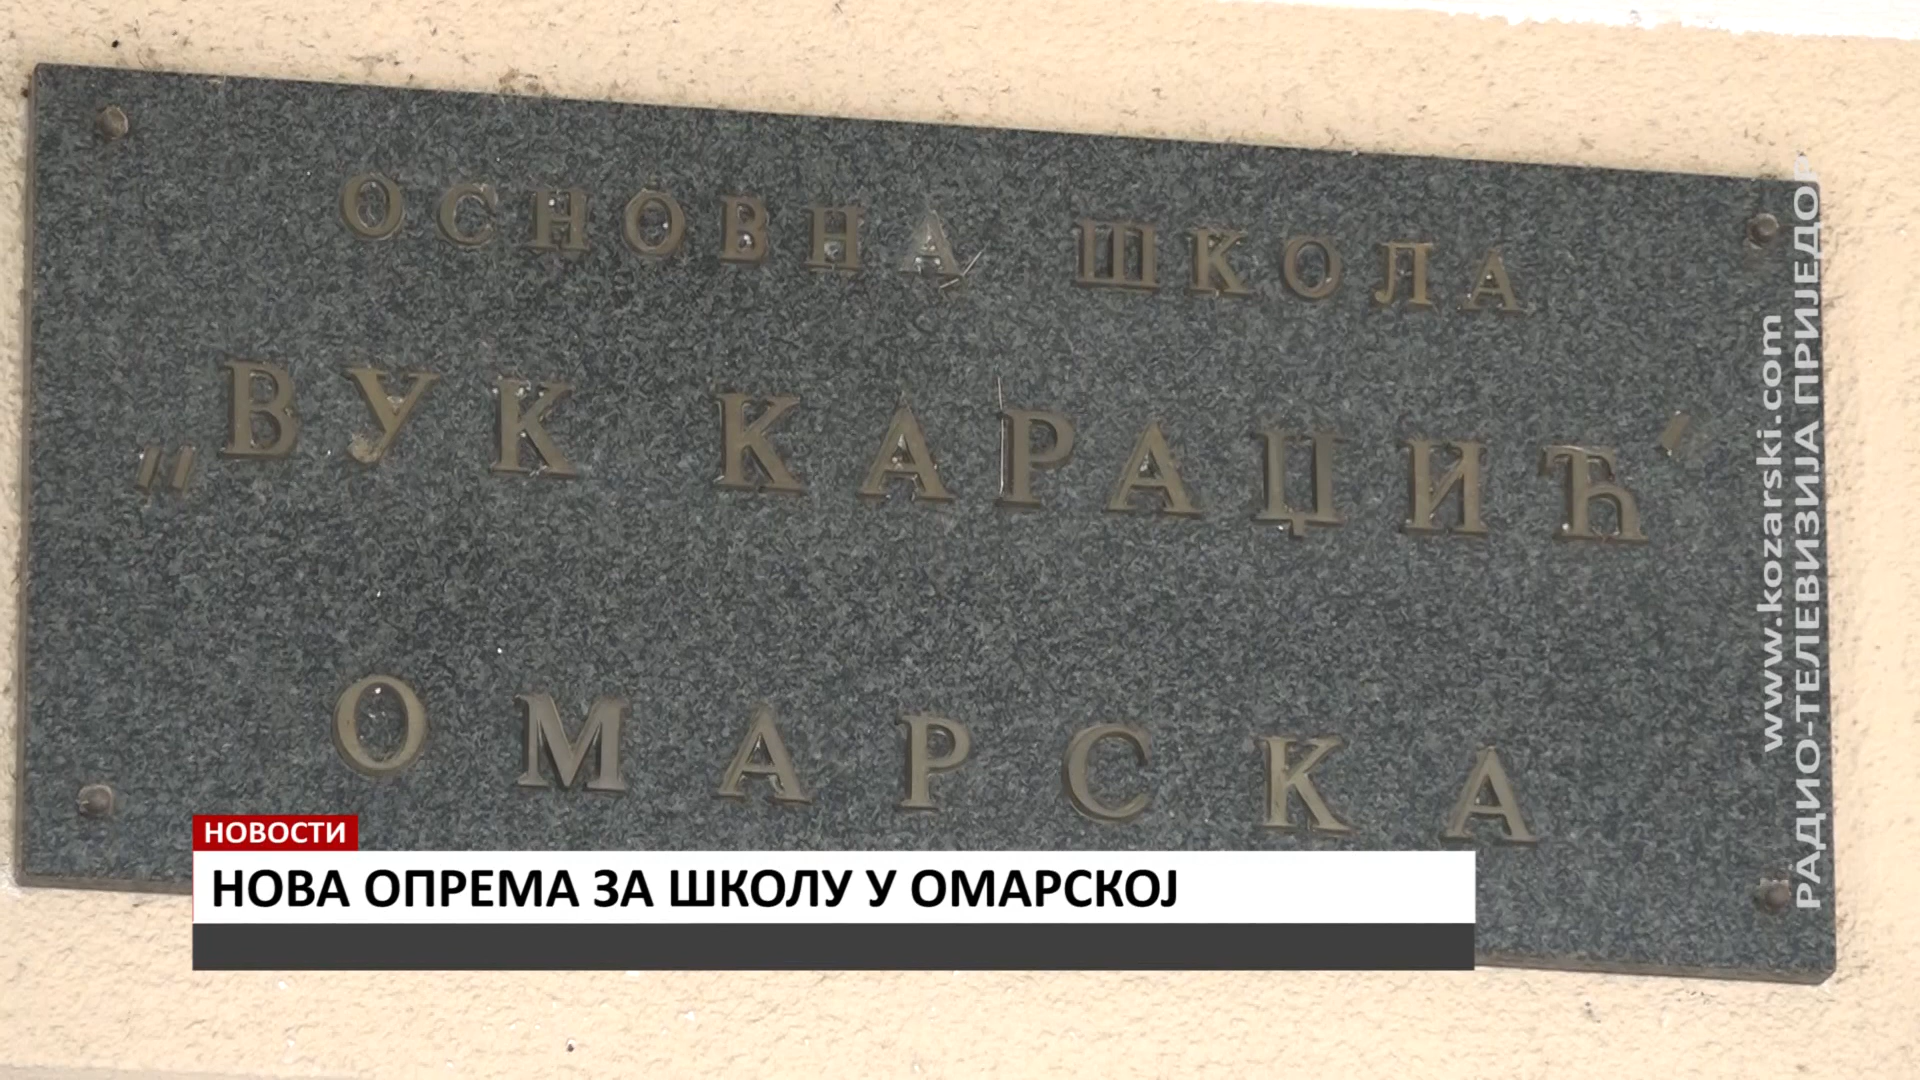 ОСНОВНА ШКОЛА
„ВУК КАРАЏИЋ‘
ОМАРСКА
НОВОСТИ
НОВА ОПРЕМА ЗА ШКОЛУ У ОМАРСКОЈ
www.kozarski.com
РАДИО-ТЕЛЕВИЗИЈА ПРИЈЕДОР